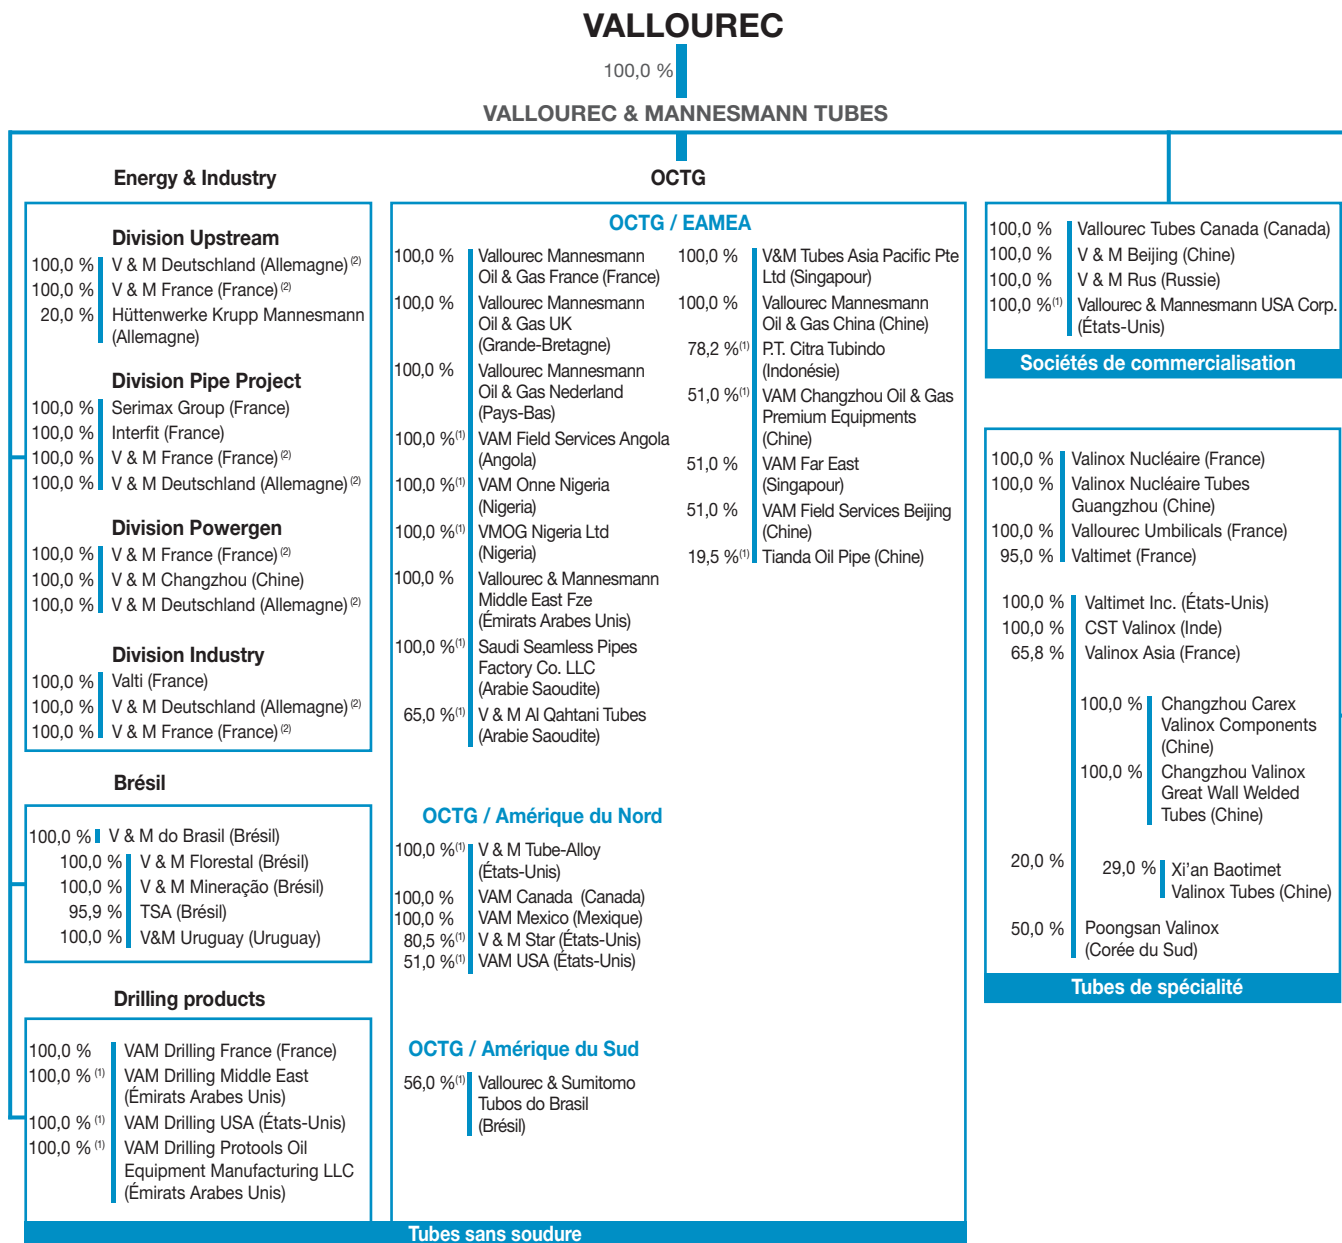 VALLOUREC
100,0 %
VALLOUREC & MANNESMANN TUBES
Energy & Industry
Division Upstream
100,0 % V & M Deutschland (Allemagne) (2)
100,0 % V & M France (France) (2)
20,0 % Hüttenwerke Krupp Mannesmann
(Allemagne)
Division Pipe Project
100,0 % Serimax Group (France)
100,0 % Interfit (France)
100,0 % V & M France (France) (2)
100,0 % V & M Deutschland (Allemagne) (2)
Division Powergen
100,0 % V & M France (France) (2)
100,0 % V & M Changzhou (Chine)
100,0 % V & M Deutschland (Allemagne) (2)
Division Industry
100,0 % Valti (France)
100,0 % V & M Deutschland (Allemagne) (2)
100,0 % V & M France (France) (2)
Brésil
100,0 % V & M do Brasil (Brésil)
100,0 % V & M Florestal (Brésil)
100,0 % V & M Mineração (Brésil)
95,9 % TSA (Brésil)
100,0 % V&M Uruguay (Uruguay)
Drilling products
100,0 % VAM Drilling France (France)
100,0 % (1) VAM Drilling Middle East
(Émirats Arabes Unis)
100,0 % (1) VAM Drilling USA (États-Unis)
100,0 % (1) VAM Drilling Protools Oil
Equipment Manufacturing LLC
(Émirats Arabes Unis)
OCTG
OCTG / EAMEA
100,0 % Vallourec Mannesmann
Oil & Gas France (France)
100,0 % Vallourec Mannesmann
Oil & Gas UK
(Grande-Bretagne)
100,0 % Vallourec Mannesmann
Oil & Gas Nederland
(Pays-Bas)
100,0 %(1) VAM Field Services Angola
(Angola)
100,0 %(1) VAM Onne Nigeria
(Nigeria)
100,0 %(1) VMOG Nigeria Ltd
(Nigeria)
100,0 % Vallourec & Mannesmann
Middle East Fze
(Émirats Arabes Unis)
100,0 %(1) Saudi Seamless Pipes
Factory Co. LLC
(Arabie Saoudite)
65,0 %(1) V & M Al Qahtani Tubes
(Arabie Saoudite)
100,0 % V&M Tubes Asia Pacific Pte
Ltd (Singapour)
100,0 % Vallourec Mannesmann
Oil & Gas China (Chine)
78,2 %(1) P.T. Citra Tubindo
(Indonésie)
51,0 %(1) VAM Changzhou Oil & Gas
Premium Equipments
(Chine)
51,0 % VAM Far East
(Singapour)
51,0 % VAM Field Services Beijing
(Chine)
19,5 %(1) Tianda Oil Pipe (Chine)
OCTG / Amérique du Nord
100,0 %(1) V & M Tube-Alloy
(États-Unis)
100,0 % VAM Canada (Canada)
100,0 % VAM Mexico (Mexique)
80,5 %(1) V & M Star (États-Unis)
51,0 %(1) VAM USA (États-Unis)
OCTG / Amérique du Sud
56,0 %(1) Vallourec & Sumitomo
Tubos do Brasil
(Brésil)
Tubes sans soudure
100,0 % Vallourec Tubes Canada (Canada)
100,0 % V & M Beijing (Chine)
100,0 % V & M Rus (Russie)
100,0 %(1) Vallourec & Mannesmann USA Corp.
(États-Unis)
Sociétés de commercialisation
100,0 % Valinox Nucléaire (France)
100,0 % Valinox Nucléaire Tubes
Guangzhou (Chine)
100,0 % Vallourec Umbilicals (France)
95,0 % Valtimet (France)
100,0 % Valtimet Inc. (États-Unis)
100,0 % CST Valinox (Inde)
65,8 % Valinox Asia (France)
100,0 % Changzhou Carex
Valinox Components
(Chine)
100,0 % Changzhou Valinox
Great Wall Welded
Tubes (Chine)
20,0 % 29,0 % Xi'an Baotimet
Valinox Tubes (Chine)
50,0 % Poongsan Valinox
(Corée du Sud)
Tubes de spécialité